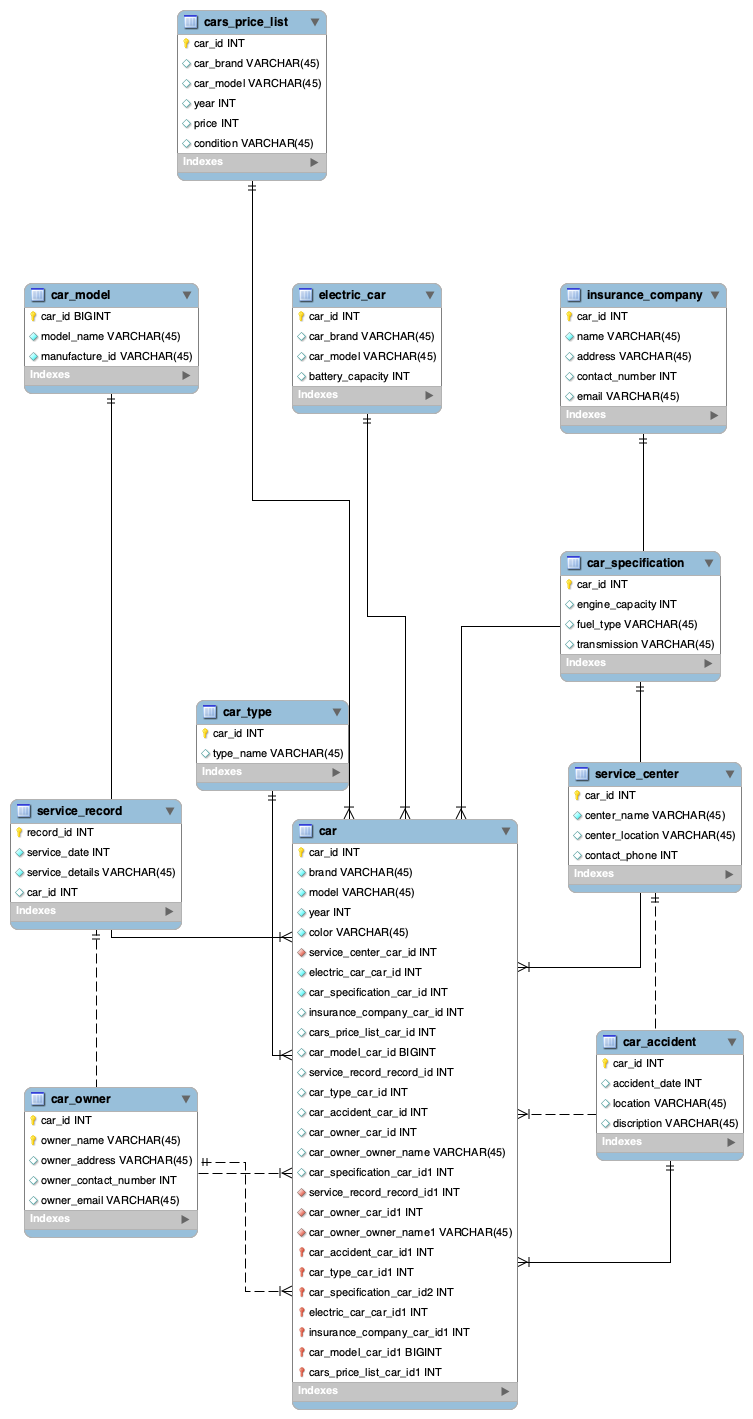 cars_price_list
car_id INT
car_brand VARCHAR(45)
car_model VARCHAR(45)
year INT
price INT
condition VARCHAR(45)
Indexes
car_model
car_id BIGINT
model_name VARCHAR(45)
manufacture_id VARCHAR(45)
Indexes
electric_car
car_id INT
car_brand VARCHAR(45)
car_model VARCHAR(45)
battery_capacity INT
Indexes
insurance_company
car_id INT
name VARCHAR(45)
address VARCHAR(45)
contact_number INT
email VARCHAR(45)
Indexes
car_specification
car_id INT
engine_capacity INT
fuel_type VARCHAR(45)
transmission VARCHAR(45)
Indexes
car_type
car_id INT
type_name VARCHAR(45)
Indexes
service_center
car_id INT
center_name VARCHAR(45)
center_location VARCHAR(45)
contact_phone INT
Indexes
service_record
record_id INT
service_date INT
service_details VARCHAR(45)
car_id INT
Indexes
car
car_id INT
brand VARCHAR(45)
model VARCHAR(45)
year INT
color VARCHAR(45)
service_center_car_id INT
electric_car_car_id INT
car_specification_car_id INT
insurance_company_car_id INT
cars_price_list_car_id INT
car_model_car_id BIGINT
service_record_record_id INT
car_type_car_id INT
car_accident_car_id INT
car_owner_car_id INT
car_owner_owner_name VARCHAR(45)
car_specification_car_id1 INT
service_record_record_id1 INT
car_owner_car_id1 INT
car_owner_owner_name1 VARCHAR(45)
car_accident_car_id1 INT
car_type_car_id1 INT
car_specification_car_id2 INT
electric_car_car_id1 INT
insurance_company_car_id1 INT
car_model_car_id1 BIGINT
cars_price_list_car_id1 INT
Indexes
car_accident
car_id INT
accident_date INT
location VARCHAR(45)
discription VARCHAR(45)
Indexes
car_owner
car_id INT
owner_name VARCHAR(45)
owner_address VARCHAR(45)
owner_contact_number INT
owner_email VARCHAR(45)
Indexes